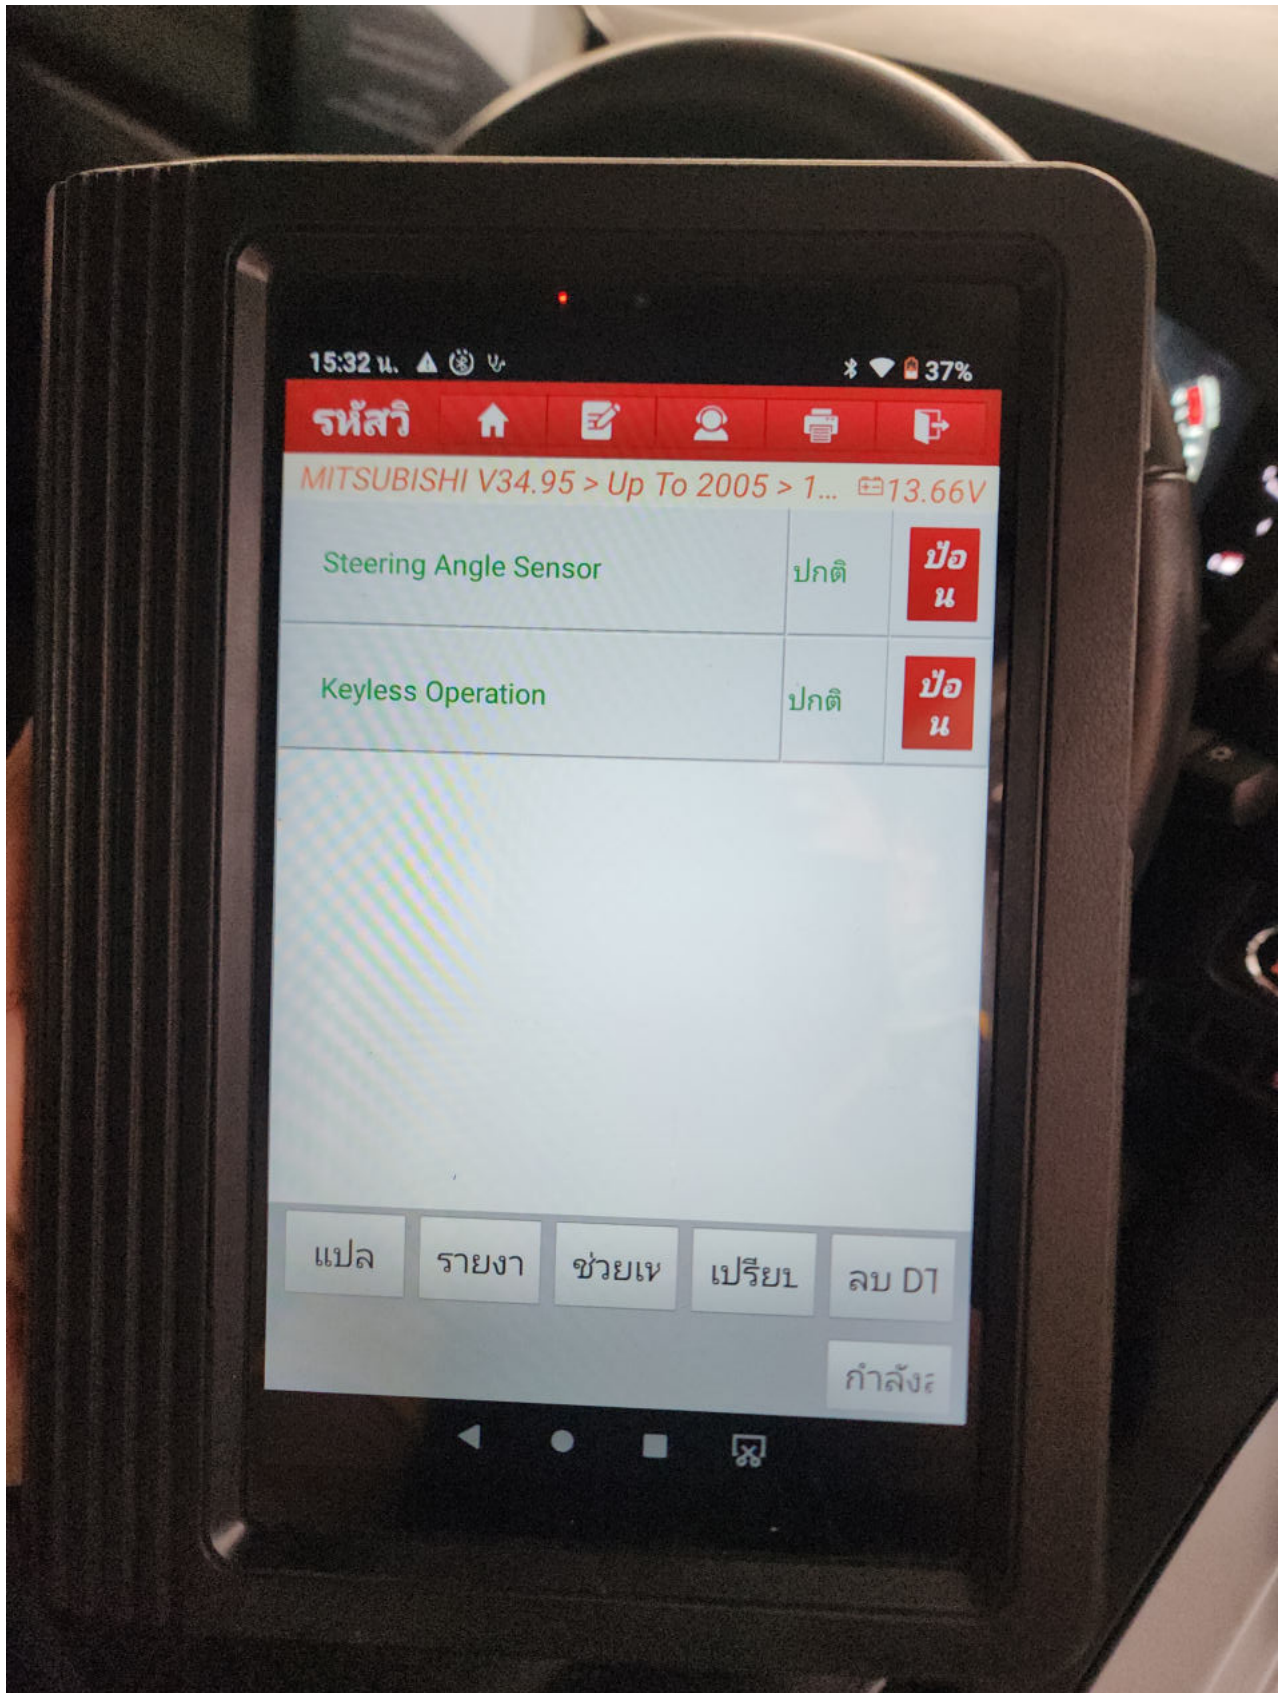 15:32 น. 37%
รหัสวิ
MITSUBISHI V34.95 > Up To 2005 > 1... 13.66V
Steering Angle Sensor ปกติ ป้อ
น
Keyless Operation ปกติ ป้อ
น
แปล รายงา ช่วยเห เปรียบ ลบ DT
กำลังส